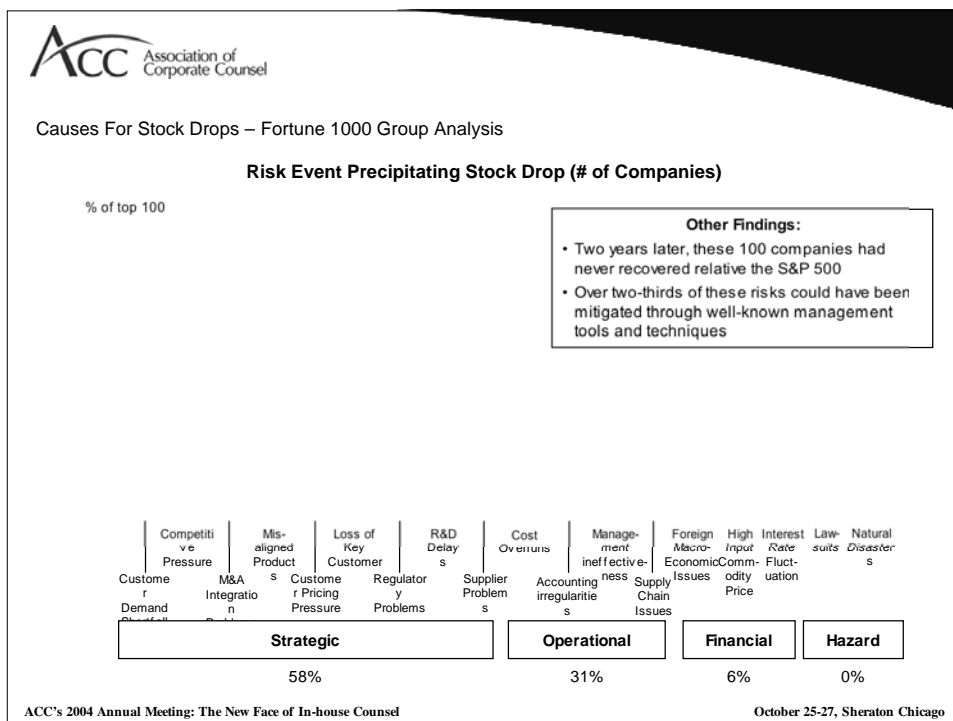 ACC Association of
Corporate Counsel
Causes For Stock Drops – Fortune 1000 Group Analysis
Risk Event Precipitating Stock Drop (# of Companies)
% of top 100
Other Findings:
• Two years later, these 100 companies had
never recovered relative the S&P 500
• Over two-thirds of these risks could have been
mitigated through well-known management
tools and techniques
Competiti
ve
Pressure
Mis-
aligned
Product
s
Loss of
Key
Customer
R&D
Delay
s
Cost
Overruns
Manage-
ment
ineffective-
ness
Foreign
Macro-
Economic
Issues
High
Input
Comm-
odity
Price
Interest
Rate
Fluct-
uation
Law-
suits
Natural
Disaster
s
Custome
r
Demand
Shortfall
M&A
Integratio
n
Problems
Custome
r Pricing
Pressure
Regulator
y
Problems
Supplier
Problem
s
Accounting
irregularitie
s
Supply
Chain
Issues
Strategic
Operational
Financial
Hazard
58%
31%
6%
0%
ACC's 2004 Annual Meeting: The New Face of In-house Counsel
October 25-27, Sheraton Chicago